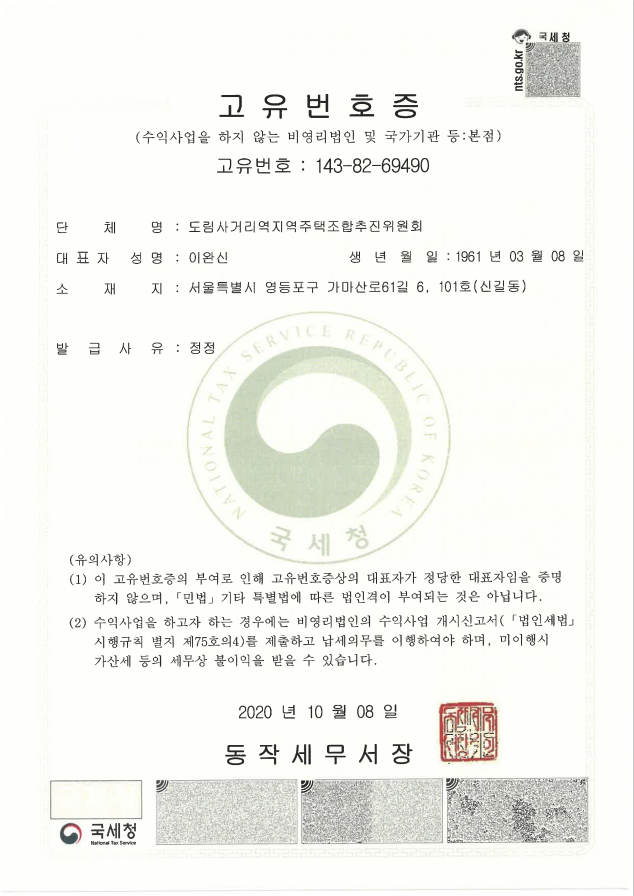 국세청
nts.go.kr
고유번호증
(수익사업을 하지 않는 비영리법인 및 국가기관 등:본점)
고유번호 : 143-82-69490
단 체 명 : 도림사거리역지역주택조합추진위원회
대표자 성명 : 이완신 생 년 월 일 : 1961 년 03 월 08 일
소 재 지 : 서울특별시 영등포구 가마산로61길 6, 101호(신길동)
발 급 사 유 : 정정
NATIONAL TAX SERVICE REPUBLIC OF KOREA
국세청
(유의사항)
(1) 이 고유번호증의 부여로 인해 고유번호증상의 대표자가 정당한 대표자임을 증명
하지 않으며,「민법」기타 특별법에 따른 법인격이 부여되는 것은 아닙니다.
(2) 수익사업을 하고자 하는 경우에는 비영리법인의 수익사업 개시신고서(「법인세법」
시행규칙 별지 제75호의4)를 제출하고 납세의무를 이행하여야 하며, 미이행시
가산세 등의 세무상 불이익을 받을 수 있습니다.
2020 년 10 월 08 일
동작세무서장
국세청
National Tax Service